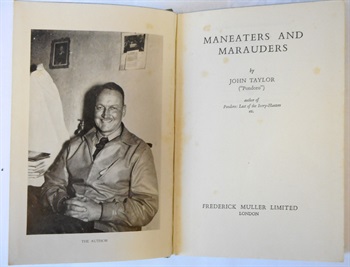 THE AUTHOR
MANEATERS AND
MARAUDERS
by
JOHN TAYLOR
("Pondoro")
author of
Pondoro: Last of the Ivory-Hunters
etc.
FREDERICK MULLER LIMITED
LONDON